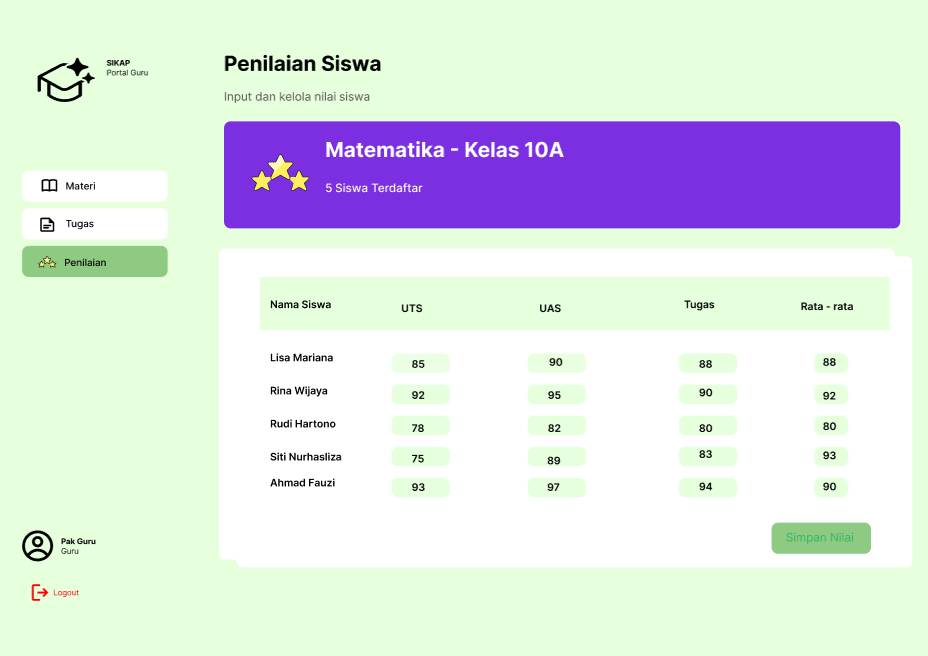 SIKAP
Portal Guru
Materi
Tugas
Penilaian
Pak Guru
Guru
Logout
Penilaian Siswa
Input dan kelola nilai siswa
Matematika - Kelas 10A
5 Siswa Terdaftar
Nama Siswa UTS UAS Tugas Rata - rata
Lisa Mariana 85 90 88 88
Rina Wijaya 92 95 90 92
Rudi Hartono 78 82 80 80
Siti Nurhasliza 75 89 83 93
Ahmad Fauzi 93 97 94 90
Simpan Nilai